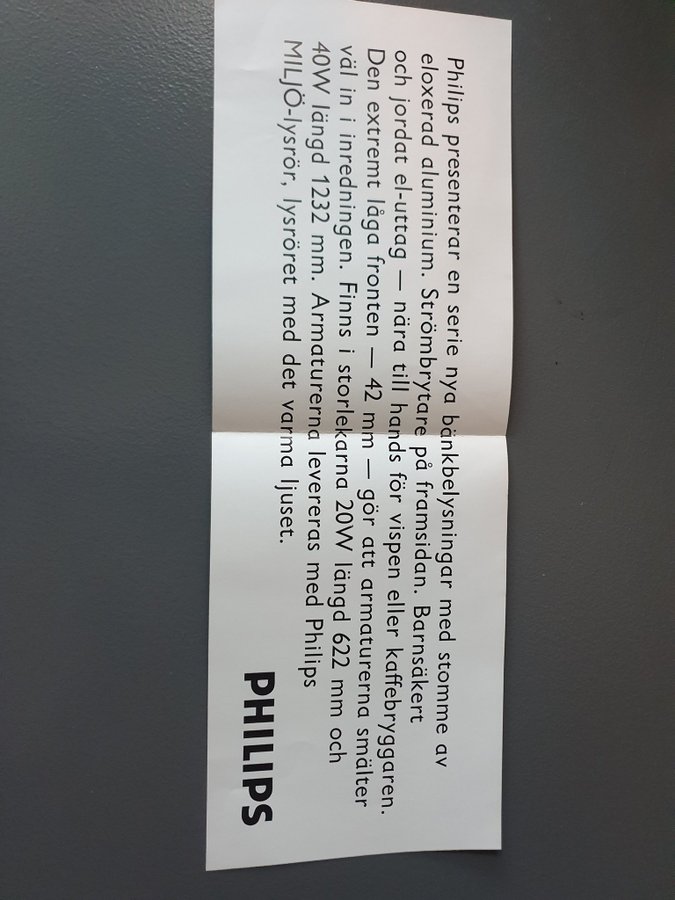 Philips presenterar en serie nya bänkbelysningar med stomme av
eloxerad aluminium. Strömbrytare på framsidan. Barnsäkert
och jordat el-uttag — nära till hands för vispen eller kaffebryggaren.
Den extremt låga fronten — 42 mm — gör att armaturerna smälter
väl in i inredningen. Finns i storlekarna 20W längd 622 mm och
40W längd 1232 mm. Armaturerna levereras med Philips
MILJÖ-lysrör, lysröret med det varma ljuset.
PHILIPS